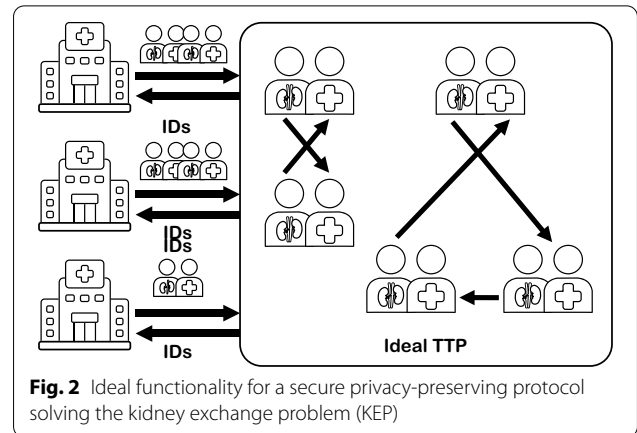 IDs
IDs
IDs
IDs
Ideal TTP
Fig. 2 Ideal functionality for a secure privacy-preserving protocol
solving the kidney exchange problem (KEP)